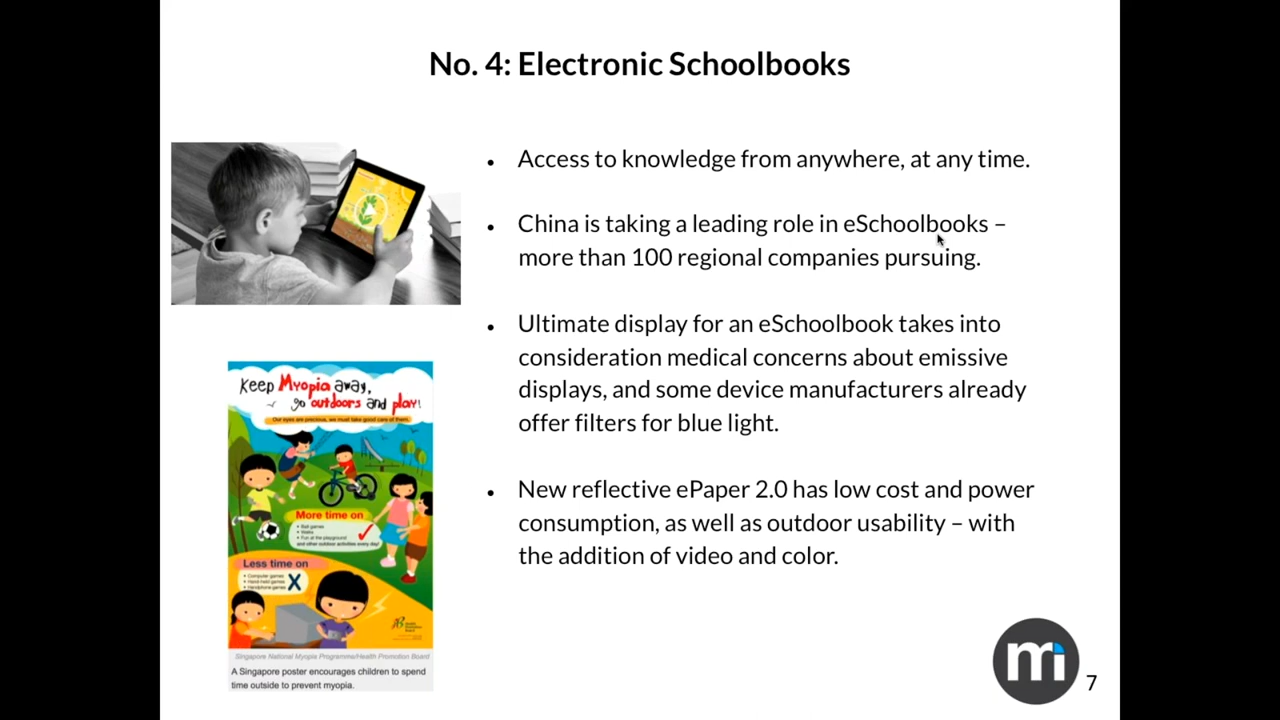 No. 4: Electronic Schoolbooks
• Access to knowledge from anywhere, at any time.
• China is taking a leading role in eSchoolbooks –
more than 100 regional companies pursuing.
• Ultimate display for an eSchoolbook takes into
consideration medical concerns about emissive
displays, and some device manufacturers already
offer filters for blue light.
• New reflective ePaper 2.0 has low cost and power
consumption, as well as outdoor usability – with
the addition of video and color.
Keep Myopia away,
go outdoors and play!
Our eyes are precious, we must take good care of them.
More time on
• Ball games
• Walks
• Fun at the playground
and other outdoor activities every day!
Less time on
• Computer games
• Hand-held games
• Handphone games
X
Singapore National Myopia Programme/Health Promotion Board
A Singapore poster encourages children to spend
time outside to prevent myopia.
mi
7